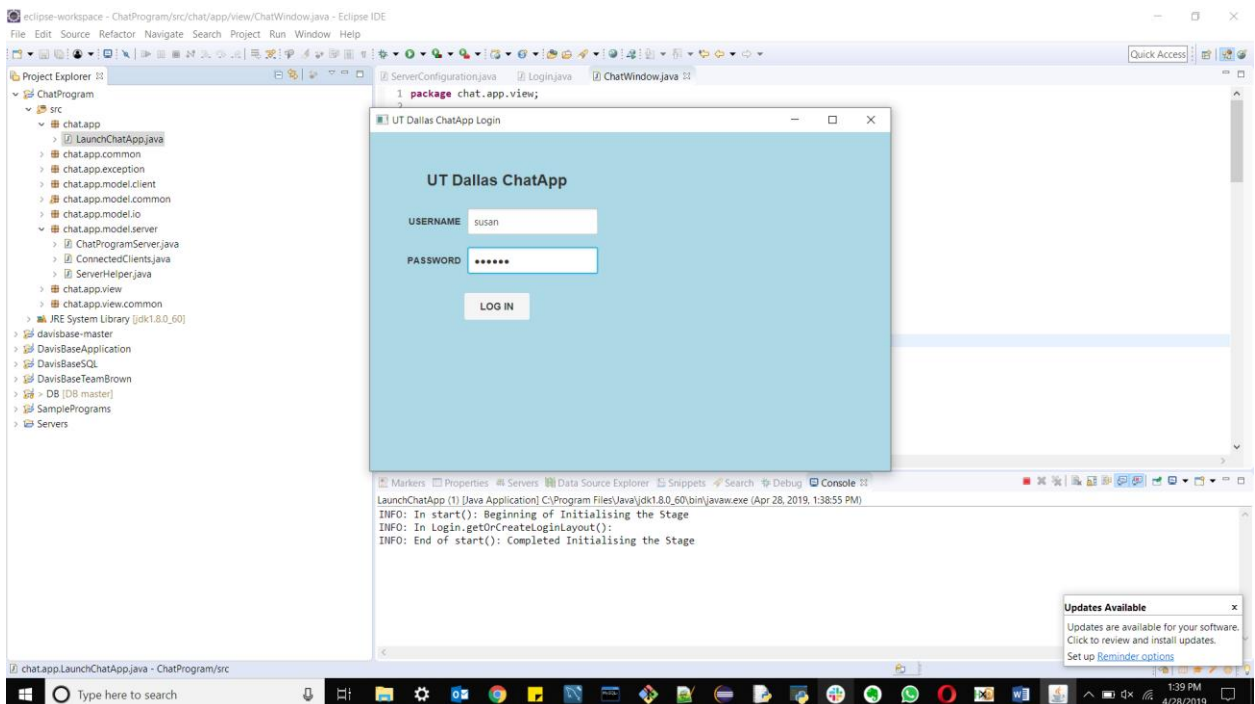 eclipse-workspace - ChatProgram/src/chat/app/view/ChatWindow.java - Eclipse IDE
File Edit Source Refactor Navigate Search Project Run Window Help
Quick Access
Project Explorer
ServerConfiguration.java Login.java ChatWindow.java
ChatProgram
src
chat.app
LaunchChatApp.java
chat.app.common
chat.app.exception
chat.app.model.client
chat.app.model.common
chat.app.model.io
chat.app.model.server
ChatProgramServer.java
ConnectedClients.java
ServerHelper.java
chat.app.view
chat.app.view.common
JRE System Library [jdk1.8.0_60]
davisbase-master
DavisBaseApplication
DavisBaseSQL
DavisBaseTeamBrown
> DB [DB master]
SamplePrograms
Servers
1 package chat.app.view;
2
UT Dallas ChatApp Login
UT Dallas ChatApp
USERNAME susan
PASSWORD ••••••
LOG IN
Markers Properties Servers Data Source Explorer Snippets Search Debug Console
LaunchChatApp (1) [Java Application] C:\Program Files\Java\jdk1.8.0_60\bin\javaw.exe (Apr 28, 2019, 1:38:55 PM)
INFO: In start(): Beginning of Initialising the Stage
INFO: In Login.getOrCreateLoginLayout():
INFO: End of start(): Completed Initialising the Stage
Updates Available x
Updates are available for your software.
Click to review and install updates.
Set up Reminder options
chat.app.LaunchChatApp.java - ChatProgram/src
Type here to search
1:39 PM
4/28/2019